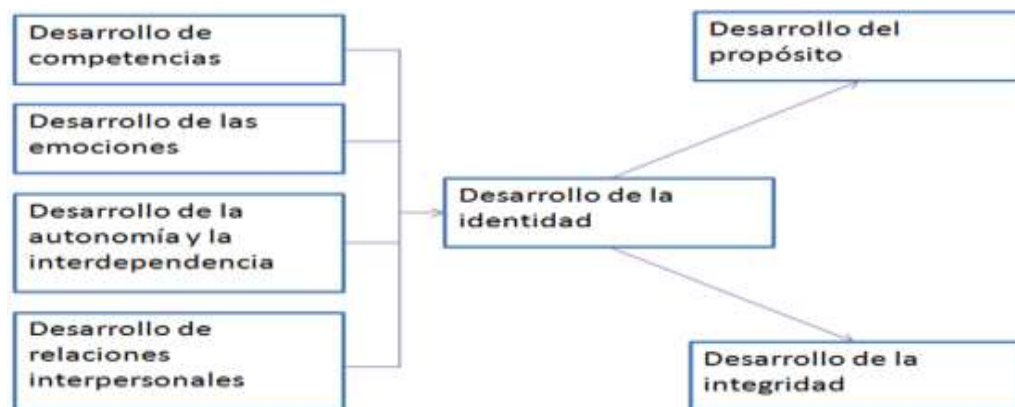 Desarrollo de
competencias
Desarrollo de las
emociones
Desarrollo de la
autonomía y la
interdependencia
Desarrollo de
relaciones
interpersonales
Desarrollo de la
identidad
Desarrollo del
propósito
Desarrollo de la
integridad